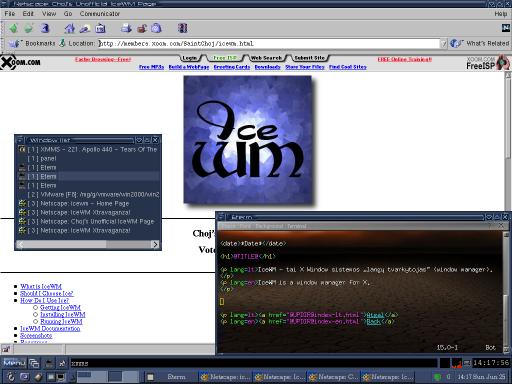 Netscape: Choj's Unofficial IceWM Page
File Edit View Go Communicator Help
Bookmarks Location: http://members.xoom.com/SaintChoj/icewm.html What's Related
XOOM.COM Easter Drawing--Free! Login Free ISP Web Search Submit Site FREE Online Training!! XOOM.COM
Free MP3s Build a WebPage Greeting Cards Downloads Store Your Files Find Cool Sites FreeISP
Ice
WM
Window list
[ 1 ] XMMS - 221. Apollo 440 - Tears Of The
[ 1 ] panel
[ 1 ] Eterm
[ 1 ] Eterm
[ 1 ] Eterm
[ 2 ] VMware [F8]: /mg/g/vmware/win2000/win2
[ 3 ] Netscape: Icewm - Home Page
[ 3 ] Netscape: IceWM Xtravaganza!
[ 3 ] Netscape: Choj's Unofficial IceWM Page
[ 3 ] Netscape: IceWM Xtravaganza!
Choj's
Vote
What is IceWM
Should I Choose Ice?
How Do I Use Ice?
Getting IceWM
Installing IceWM
Running IceWM
IceWM Documentation
Screenshots
Eterm
Font Background Terminal
<date>*Date*</date>
<h1>@TITLE@</h1>
<p lang=lt>IceWM - tai X Window sistemos „langų tvarkytojas" (window manager).
</p>
<p lang=en>IceWM is a window manager for X.
</p>
<p lang=lt><a href="@UPDIR@index-lt.html">Atgal</a>
<p lang=en><a href="@UPDIR@index-en.html">Back</a>
15,0-1 Bot
Menu xmms 14:17:56
Eterm Netscape: Ic... Netscape: Ic... Netscape: C... Netscape: Ic... 0 14:17 Sun Jun 25